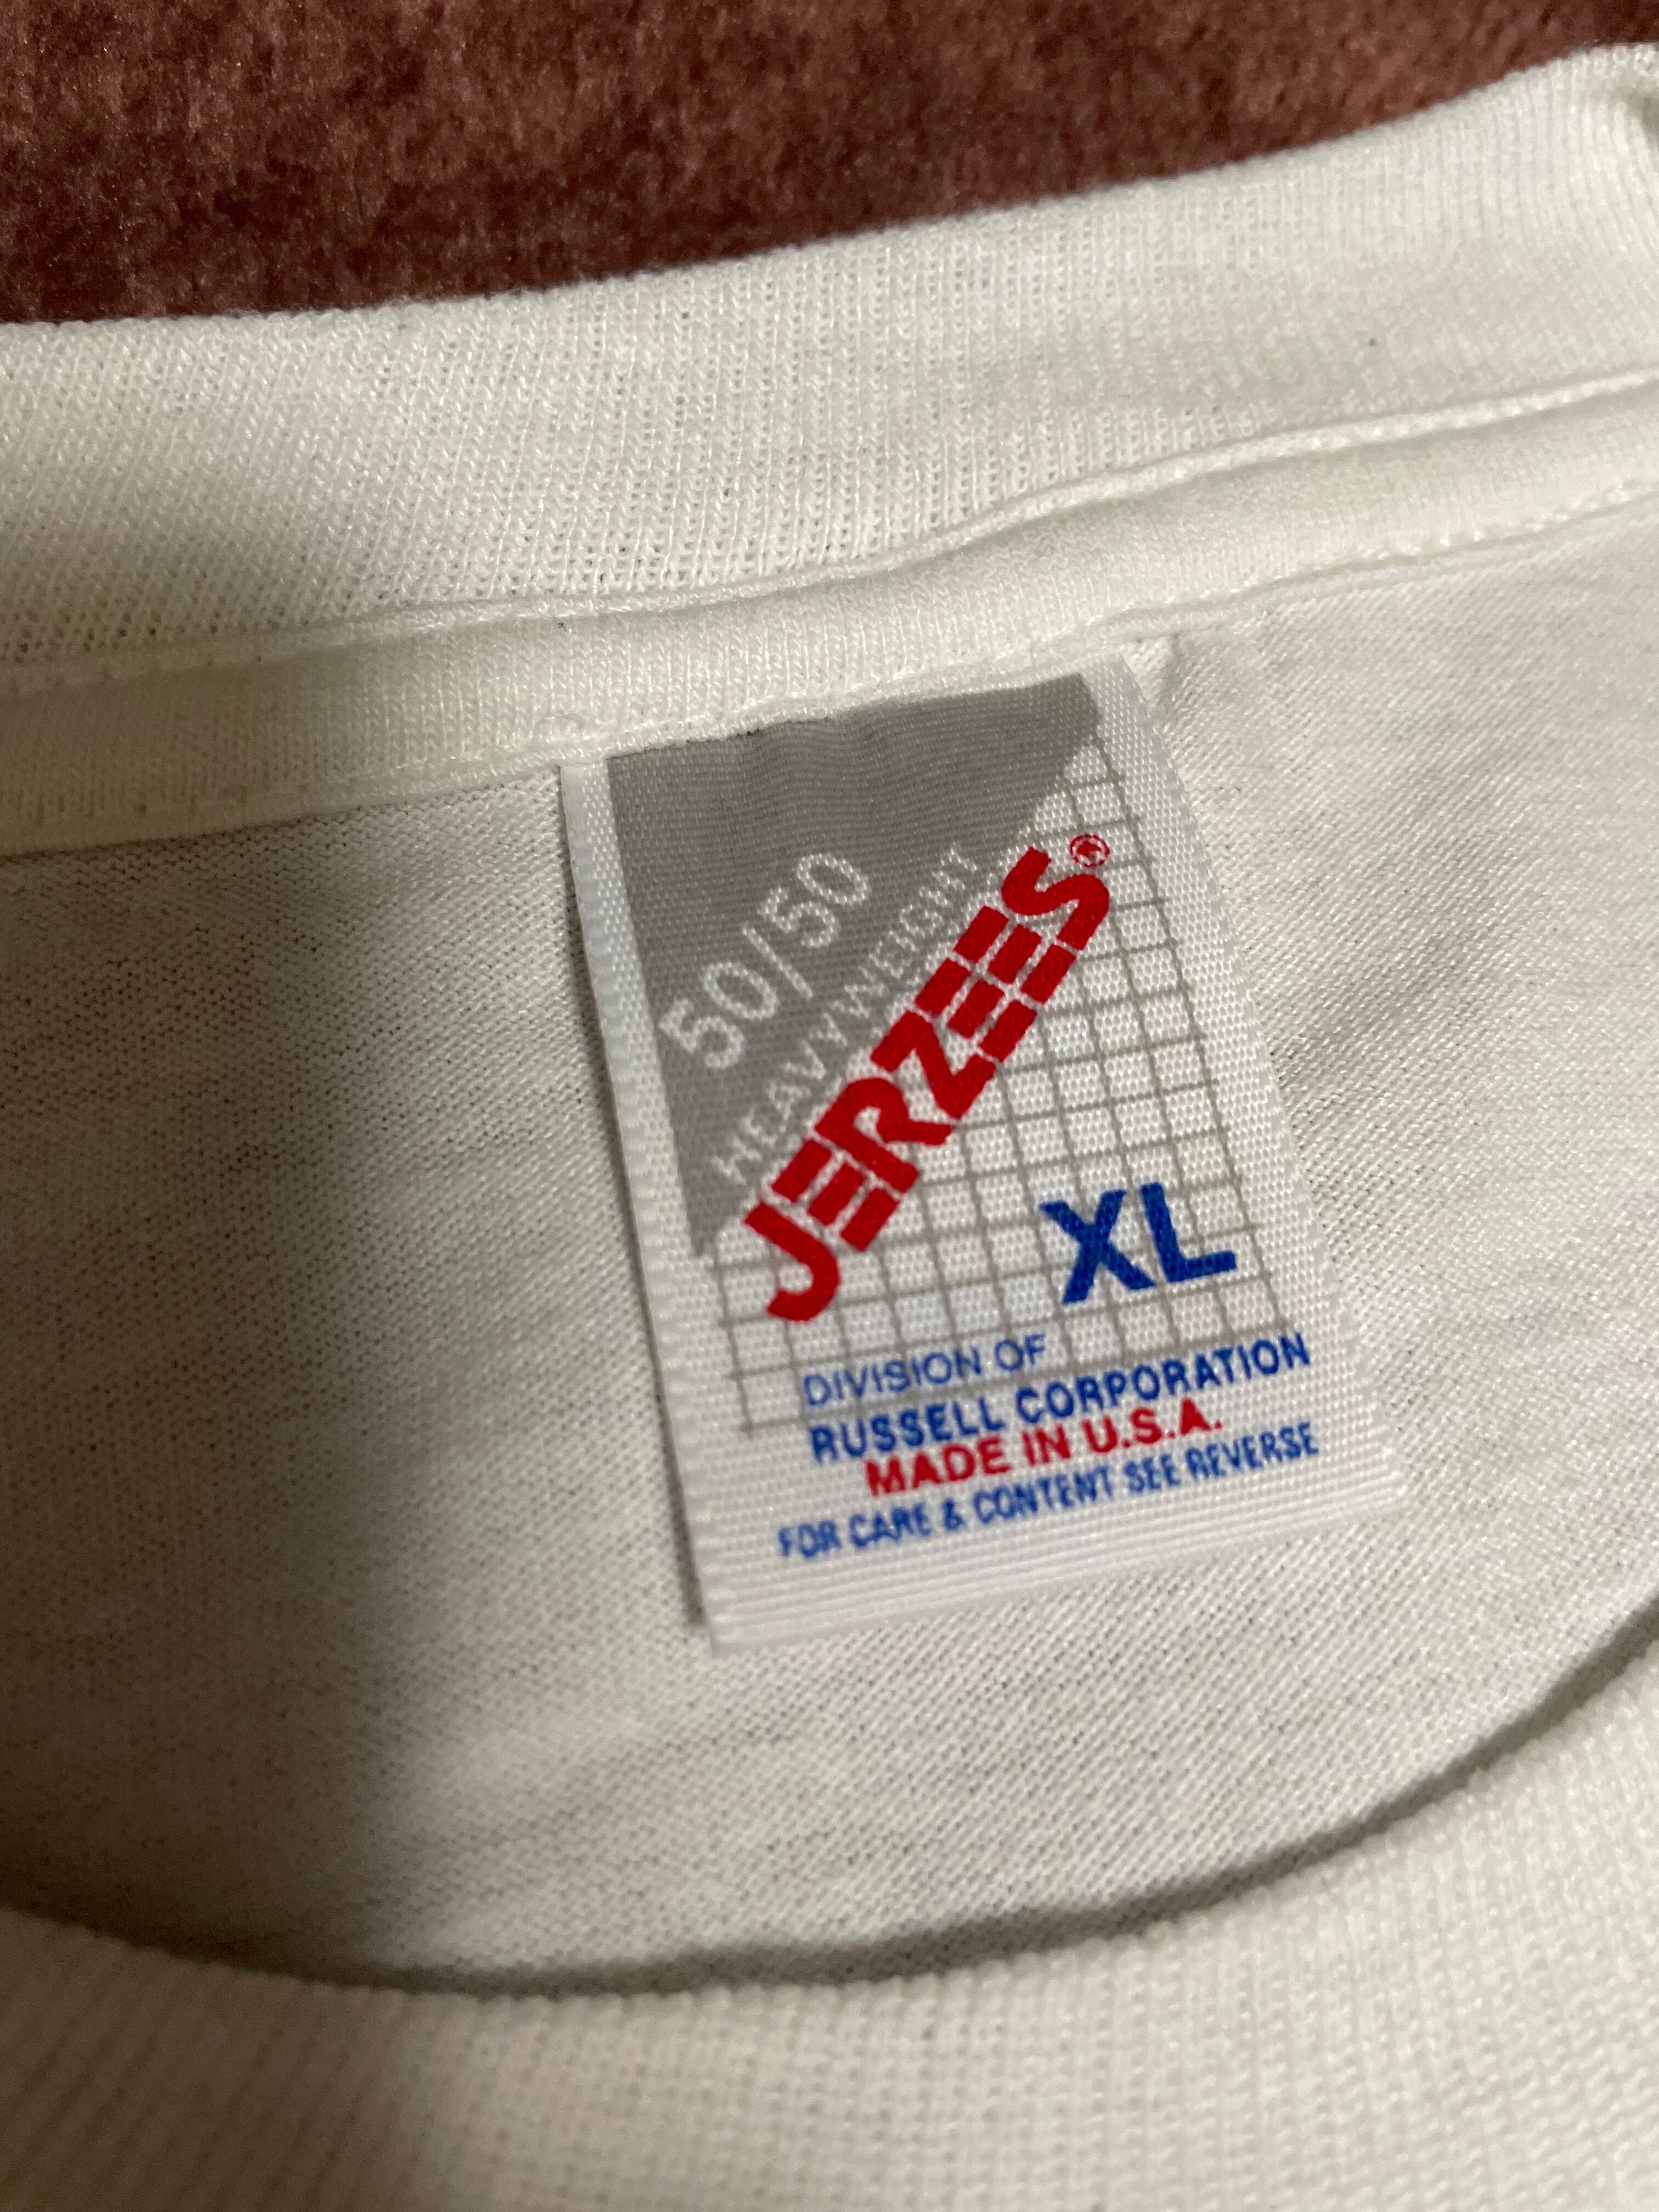 50/50
HEAVYWEIGHT
JERZEES®
XL
DIVISION OF
RUSSELL CORPORATION
MADE IN U.S.A.
FOR CARE & CONTENT SEE REVERSE